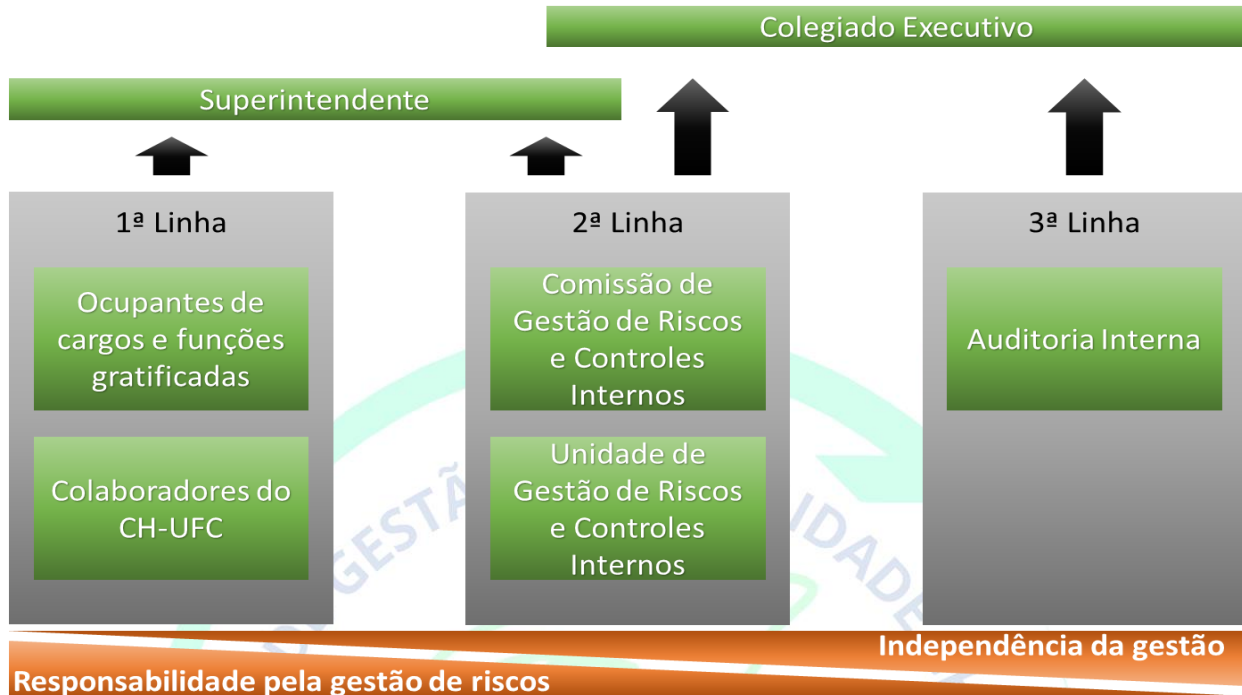 Colegiado Executivo
Superintendente
1ª Linha
Ocupantes de
cargos e funções
gratificadas
Colaboradores do
CH-UFC
2ª Linha
Comissão de
Gestão de Riscos
e Controles
Internos
Unidade de
Gestão de Riscos
e Controles
Internos
3ª Linha
Auditoria Interna
GESTÃ
IDADE
Independência da gestão
Responsabilidade pela gestão de riscos